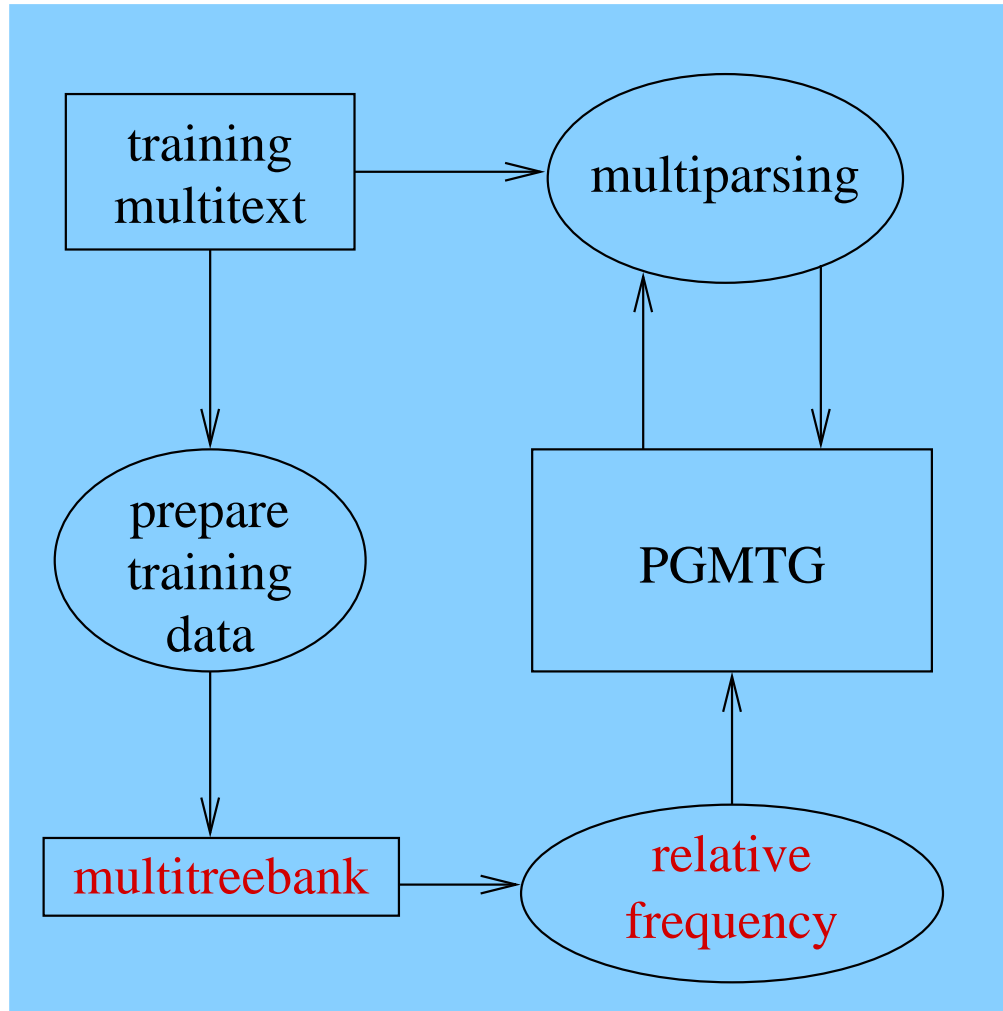 training
multitext
multiparsing
prepare
training
data
PGMTG
multitreebank
relative
frequency